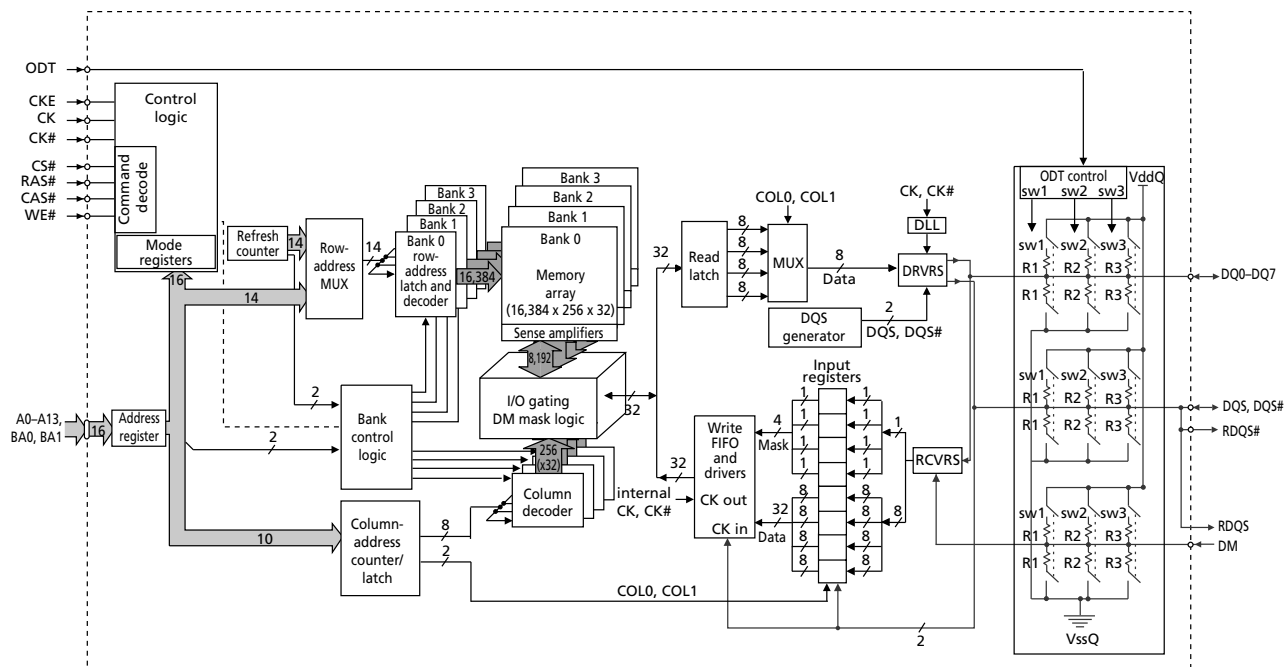 ODT
CKE
CK
CK#
CS#
RAS#
CAS#
WE#
Control
logic
Command
decode
Mode
registers
16
Refresh
counter
14
Row-
address
MUX
14
14
Bank 3
Bank 2
Bank 1
Bank 0
row-
address
latch and
decoder
16,384
Bank 3
Bank 2
Bank 1
Bank 0
Memory
array
(16,384 x 256 x 32)
Sense amplifiers
8,192
I/O gating
DM mask logic
32
32
32
256
(x32)
Column
decoder
2
2
Bank
control
logic
A0–A13,
BA0, BA1
16
Address
register
10
Column-
address
counter/
latch
8
2
COL0, COL1
internal
CK, CK#
Read
latch
8
8
8
8
COL0, COL1
MUX
8
Data
CK, CK#
DLL
DRVRS
DQS
generator
2
DQS, DQS#
Input
registers
Write
FIFO
and
drivers
CK out
CK in
4
Mask
32
Data
1
1
1
1
1
1
1
1
1
8
8
8
8
8
8
8
8
8
RCVRS
2
ODT control
VddQ
sw1
sw2
sw3
sw1
sw2
sw3
R1
R2
R3
R1
R2
R3
sw1
sw2
sw3
R1
R2
R3
R1
R2
R3
sw1
sw2
sw3
R1
R2
R3
R1
R2
R3
VssQ
DQ0–DQ7
DQS, DQS#
RDQS#
RDQS
DM